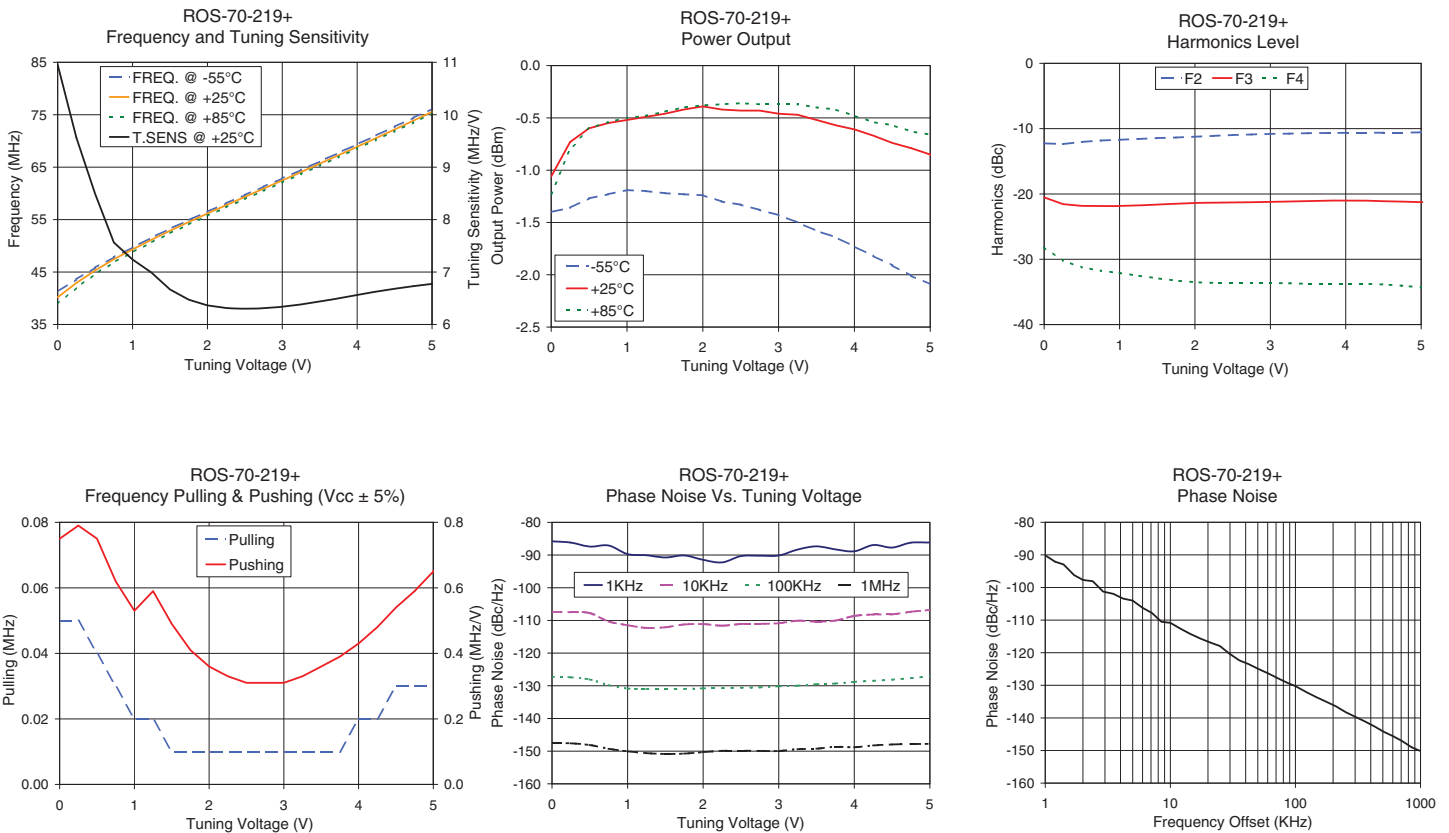 ROS-70-219+
Frequency and Tuning Sensitivity
85
75
65
55
45
35
11
10
9
8
7
6
FREQ. @ -55°C
FREQ. @ +25°C
FREQ. @ +85°C
T.SENS @ +25°C
Frequency (MHz)
Tuning Sensitivity (MHz/V)
0 1 2 3 4 5
Tuning Voltage (V)
ROS-70-219+
Power Output
0.0
-0.5
-1.0
-1.5
-2.0
-2.5
Output Power (dBm)
-55°C
+25°C
+85°C
0 1 2 3 4 5
Tuning Voltage (V)
ROS-70-219+
Harmonics Level
0
-10
-20
-30
-40
F2 F3 F4
Harmonics (dBc)
0 1 2 3 4 5
Tuning Voltage (V)
ROS-70-219+
Frequency Pulling & Pushing (Vcc ± 5%)
0.08
0.06
0.04
0.02
0.00
0.8
0.6
0.4
0.2
0.0
Pulling
Pushing
Pulling (MHz)
Pushing (MHz/V)
0 1 2 3 4 5
Tuning Voltage (V)
ROS-70-219+
Phase Noise Vs. Tuning Voltage
-80
-90
-100
-110
-120
-130
-140
-150
-160
1KHz 10KHz 100KHz 1MHz
Phase Noise (dBc/Hz)
0 1 2 3 4 5
Tuning Voltage (V)
ROS-70-219+
Phase Noise
-80
-90
-100
-110
-120
-130
-140
-150
-160
Phase Noise (dBc/Hz)
1 10 100 1000
Frequency Offset (KHz)